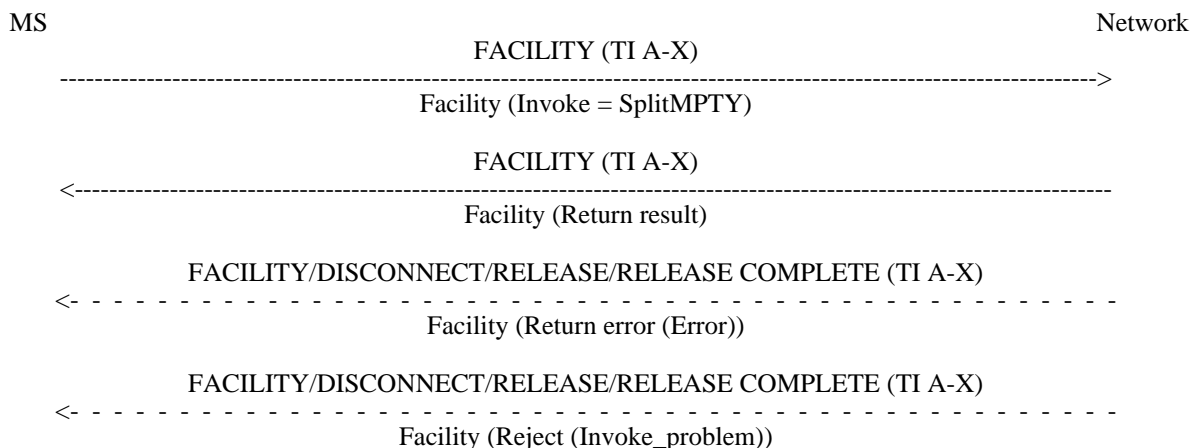 MS Network
FACILITY (TI A-X)
Facility (Invoke = SplitMPTY)
FACILITY (TI A-X)
Facility (Return result)
FACILITY/DISCONNECT/RELEASE/RELEASE COMPLETE (TI A-X)
Facility (Return error (Error))
FACILITY/DISCONNECT/RELEASE/RELEASE COMPLETE (TI A-X)
Facility (Reject (Invoke_problem))